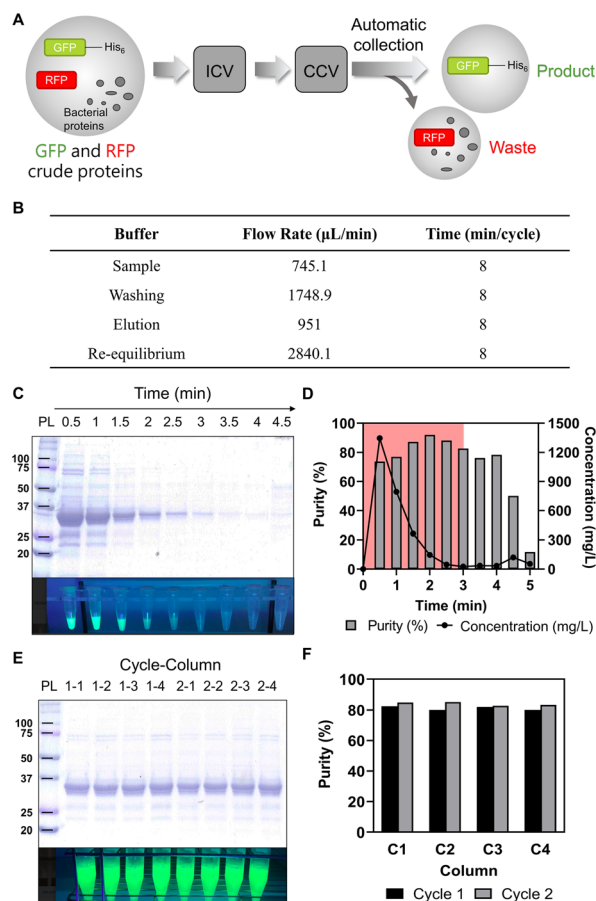 A
GFP
His6
RFP
Bacterial
proteins
GFP and RFP
crude proteins
ICV
CCV
Automatic
collection
GFP
His6
Product
RFP
Waste
B
Buffer Flow Rate (μL/min) Time (min/cycle)
Sample 745.1 8
Washing 1748.9 8
Elution 951 8
Re-equilibrium 2840.1 8
C
Time (min)
PL 0.5 1 1.5 2 2.5 3 3.5 4 4.5
100
75
50
37
25
20
D
Purity (%)
100
80
60
40
20
0
1500
1200
900
600
300
0
Concentration (mg/L)
0 1 2 3 4 5
Time (min)
Purity (%) Concentration (mg/L)
E
Cycle-Column
PL 1-1 1-2 1-3 1-4 2-1 2-2 2-3 2-4
100
75
50
37
25
20
F
Purity (%)
100
80
60
40
20
0
C1 C2 C3 C4
Column
Cycle 1 Cycle 2